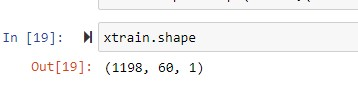 In [19]: xtrain.shape
Out[19]: (1198, 60, 1)